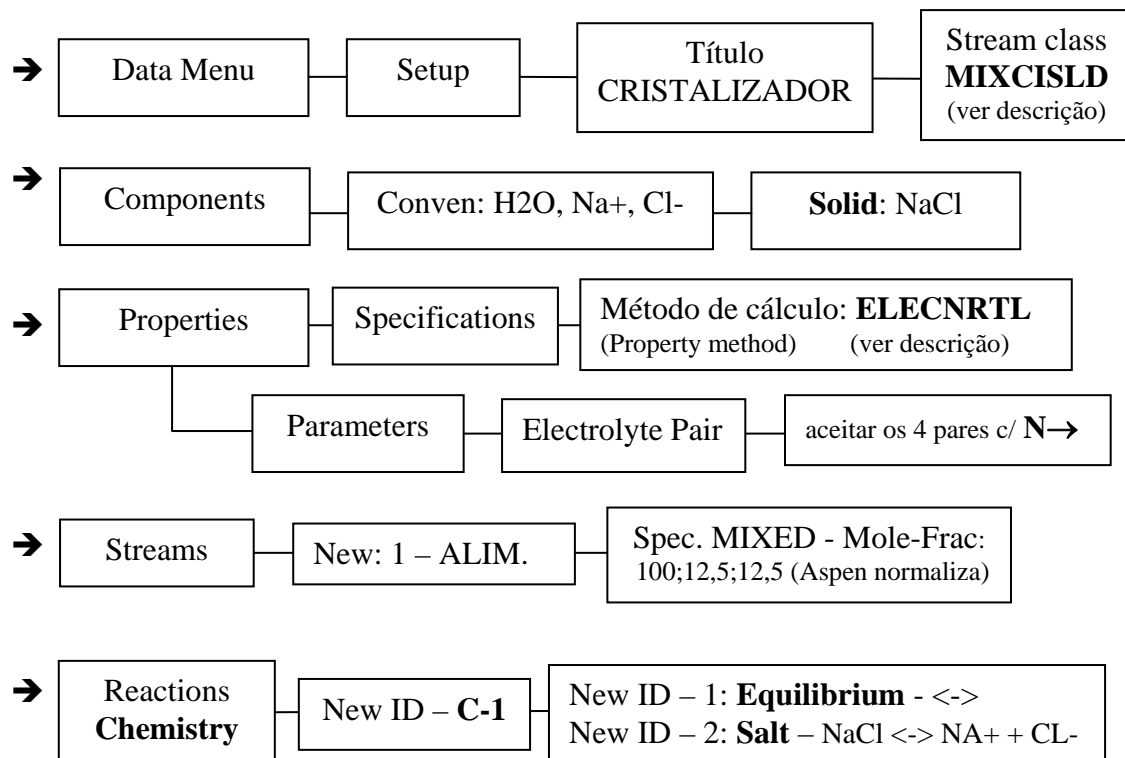 ➔ Data Menu Setup Título CRISTALIZADOR Stream class MIXCISLD (ver descrição)
➔ Components Conven: H2O, Na+, Cl- Solid: NaCl
➔ Properties Specifications Método de cálculo: ELECNRTL
(Property method) (ver descrição)
Parameters Electrolyte Pair aceitar os 4 pares c/ N→
➔ Streams New: 1 – ALIM. Spec. MIXED - Mole-Frac:
100;12,5;12,5 (Aspen normaliza)
➔ Reactions Chemistry New ID – C-1 New ID – 1: Equilibrium - <->
New ID – 2: Salt – NaCl <-> NA+ + CL-